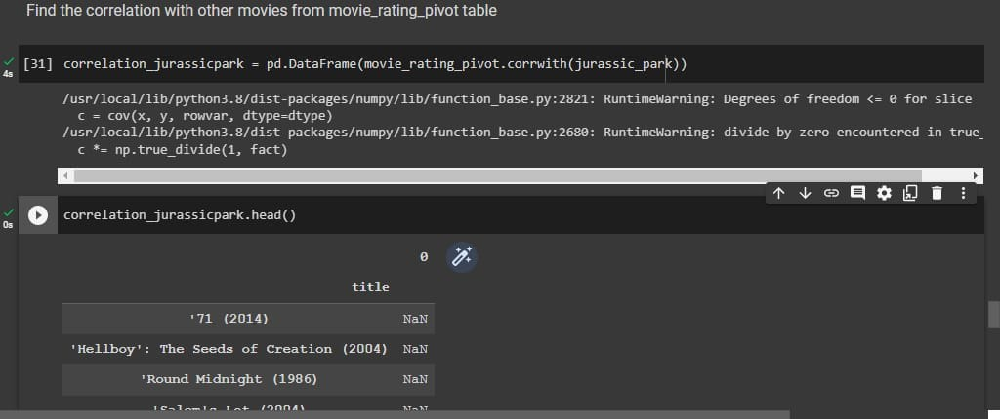 Find the correlation with other movies from movie_rating_pivot table
4s
[31] correlation_jurassicpark = pd.DataFrame(movie_rating_pivot.corrwith(jurassic_park))
/usr/local/lib/python3.8/dist-packages/numpy/lib/function_base.py:2821: RuntimeWarning: Degrees of freedom <= 0 for slice
c = cov(x, y, rowvar, dtype=dtype)
/usr/local/lib/python3.8/dist-packages/numpy/lib/function_base.py:2680: RuntimeWarning: divide by zero encountered in true_
c *= np.true_divide(1, fact)
0s
correlation_jurassicpark.head()
0
title
'71 (2014) NaN
'Hellboy': The Seeds of Creation (2004) NaN
'Round Midnight (1986) NaN
'Salem's Lot (2004) NaN